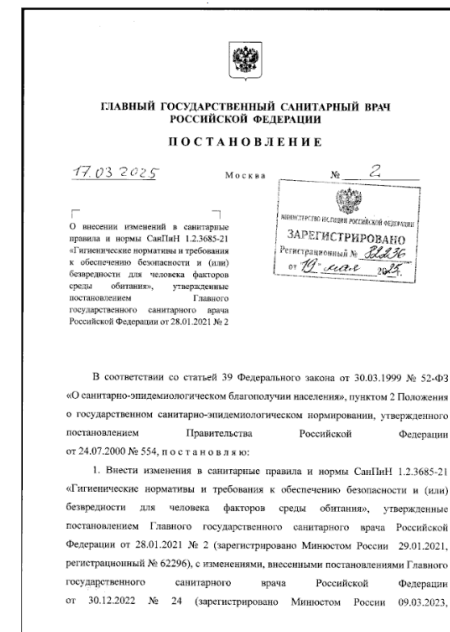 ГЛАВНЫЙ ГОСУДАРСТВЕННЫЙ САНИТАРНЫЙ ВРАЧ
РОССИЙСКОЙ ФЕДЕРАЦИИ
ПОСТАНОВЛЕНИЕ
17.03 2025 Москва № 2
О внесении изменений в санитарные
правила и нормы СанПиН 1.2.3685-21
«Гигиенические нормативы и требования
к обеспечению безопасности и (или)
безвредности для человека факторов
среды обитания», утвержденные
постановлением Главного
государственного санитарного врача
Российской Федерации от 28.01.2021 № 2
МИНИСТЕРСТВО ЮСТИЦИИ РОССИЙСКОЙ ФЕДЕРАЦИИ
ЗАРЕГИСТРИРОВАНО
Регистрационный № 82236
от 19 мая 2025г.
В соответствии со статьей 39 Федерального закона от 30.03.1999 № 52-ФЗ
«О санитарно-эпидемиологическом благополучии населения», пунктом 2 Положения
о государственном санитарно-эпидемиологическом нормировании, утвержденного
постановлением Правительства Российской Федерации
от 24.07.2000 № 554, постановляю:
1. Внести изменения в санитарные правила и нормы СанПиН 1.2.3685-21
«Гигиенические нормативы и требования к обеспечению безопасности и (или)
безвредности для человека факторов среды обитания», утвержденные
постановлением Главного государственного санитарного врача Российской
Федерации от 28.01.2021 № 2 (зарегистрировано Минюстом России 29.01.2021,
регистрационный № 62296), с изменениями, внесенными постановлениями Главного
государственного санитарного врача Российской Федерации
от 30.12.2022 № 24 (зарегистрировано Минюстом России 09.03.2023,